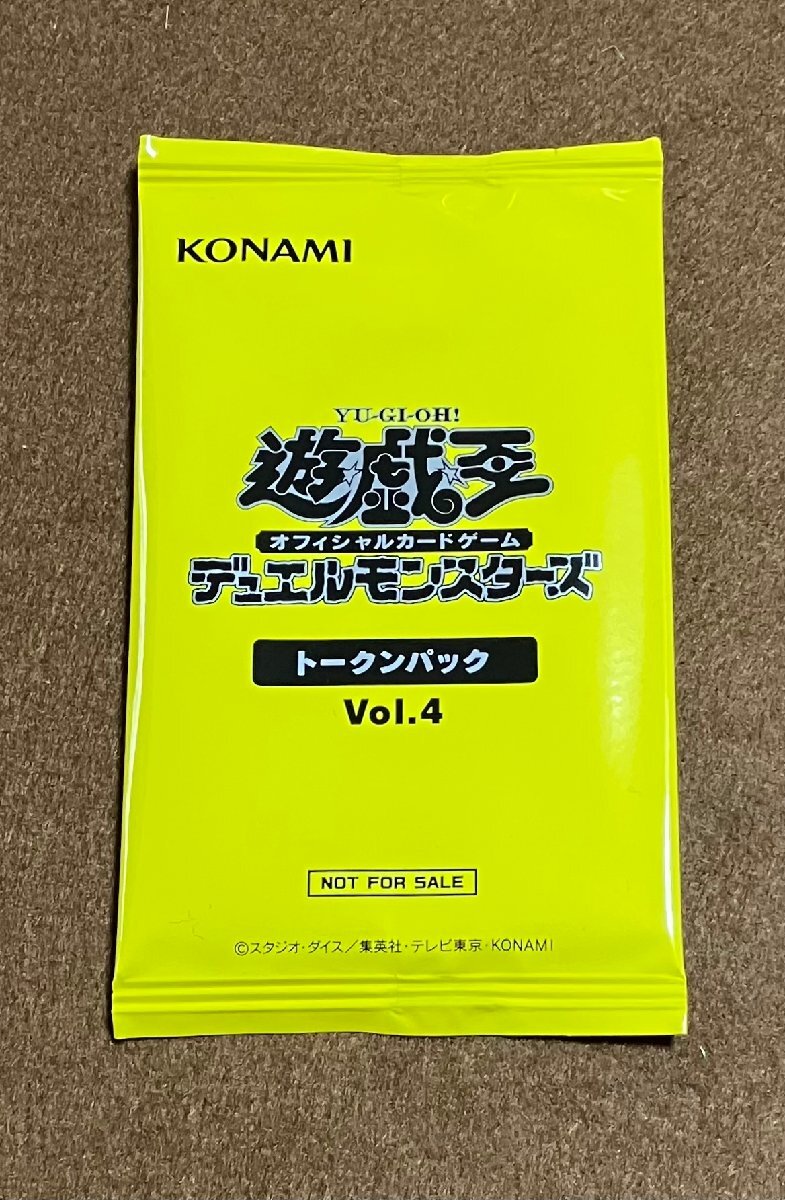 KONAMI
YU-GI-OH!
遊戯王
オフィシャルカードゲーム
デュエルモンスターズ
トークンパック
Vol.4
NOT FOR SALE
©スタジオ・ダイス/集英社・テレビ東京・KONAMI